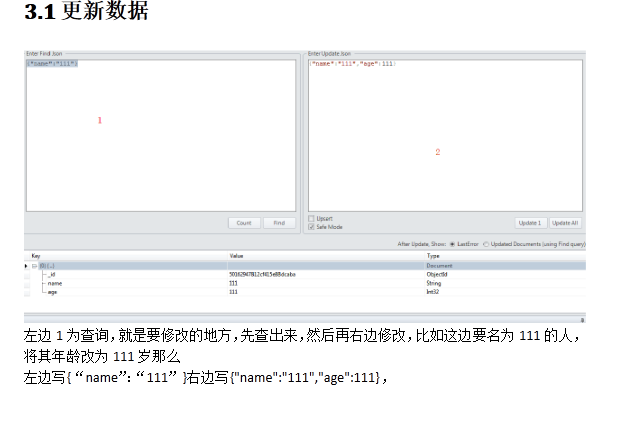 3.1 更新数据
Enter Find Json
Enter Update Json
{"name":"111"}
{"name":"111","age":111}
1
2
Count
Find
Upsert
Safe Mode
Update 1
Update All
After Update, Show:
LastError
Updated Documents (using Find query)
Key
Value
Type
Document
_id
ObjectId
name
111
String
age
111
Int32
左边 1 为查询，就是要修改的地方，先查出来，然后再右边修改，比如这边要名为 111 的人，
将其年龄改为 111 岁那么
左边写{“name”：“111”}右边写{"name":"111","age":111}，